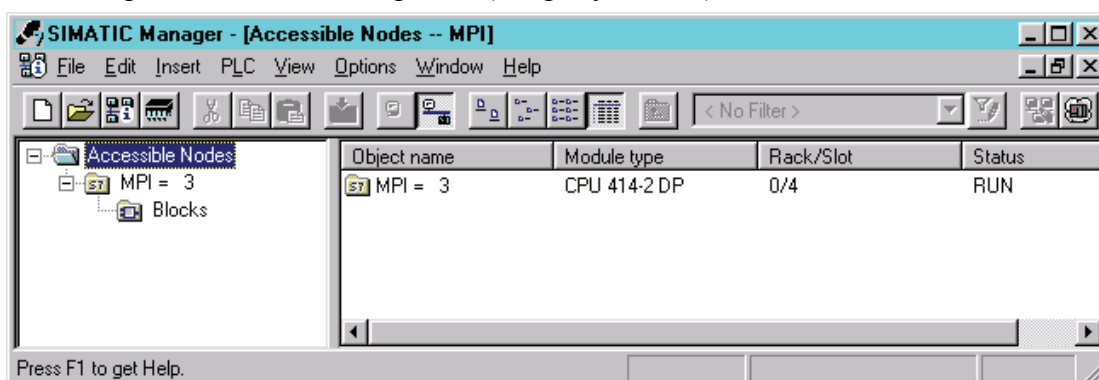 SIMATIC Manager - [Accessible Nodes -- MPI]
File Edit Insert PLC View Options Window Help
< No Filter >
Accessible Nodes
MPI = 3
Blocks
Object name Module type Rack/Slot Status
MPI = 3 CPU 414-2 DP 0/4 RUN
Press F1 to get Help.